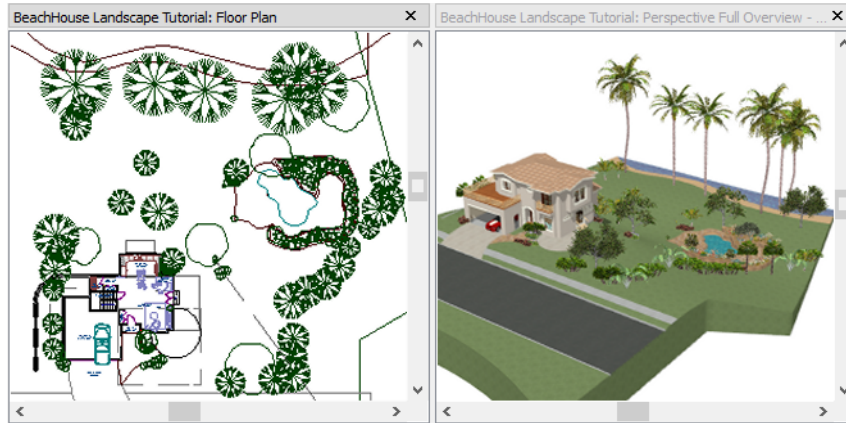 BeachHouse Landscape Tutorial: Floor Plan
BeachHouse Landscape Tutorial: Perspective Full Overview - ...